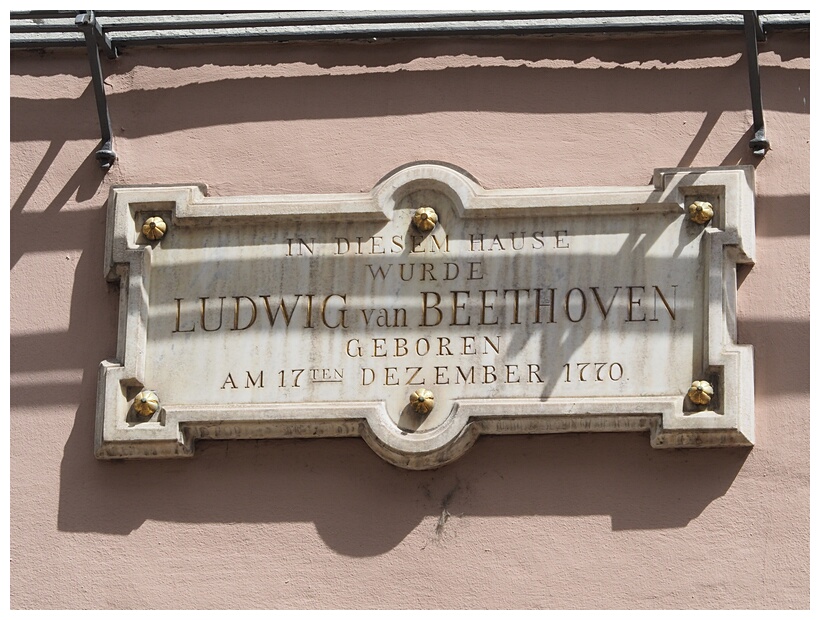 IN DIESEM HAUSE
WURDE
LUDWIG van BEETHOVEN
GEBOREN
AM 17TEN DEZEMBER 1770.